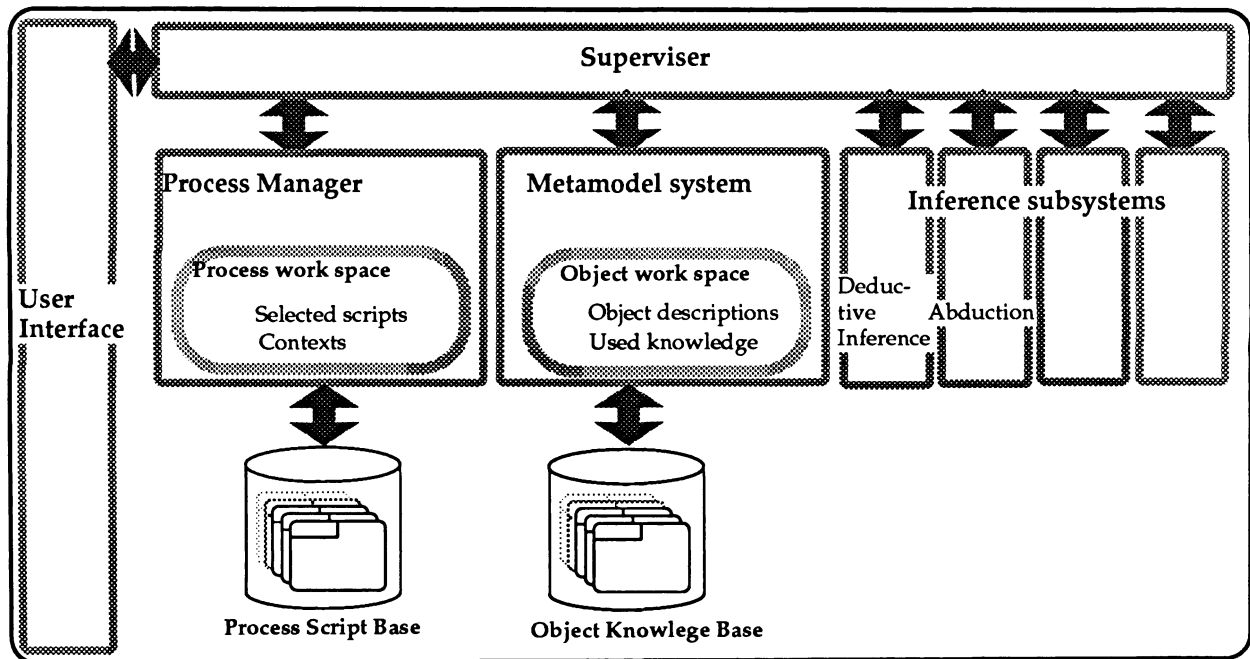 Superviser
Process Manager
Metamodel system
Inference subsystems
Process work space
Selected scripts
Contexts
Object work space
Object descriptions
Used knowledge
Deduc-
tive
Inference
Abduction
User
Interface
Process Script Base
Object Knowlege Base